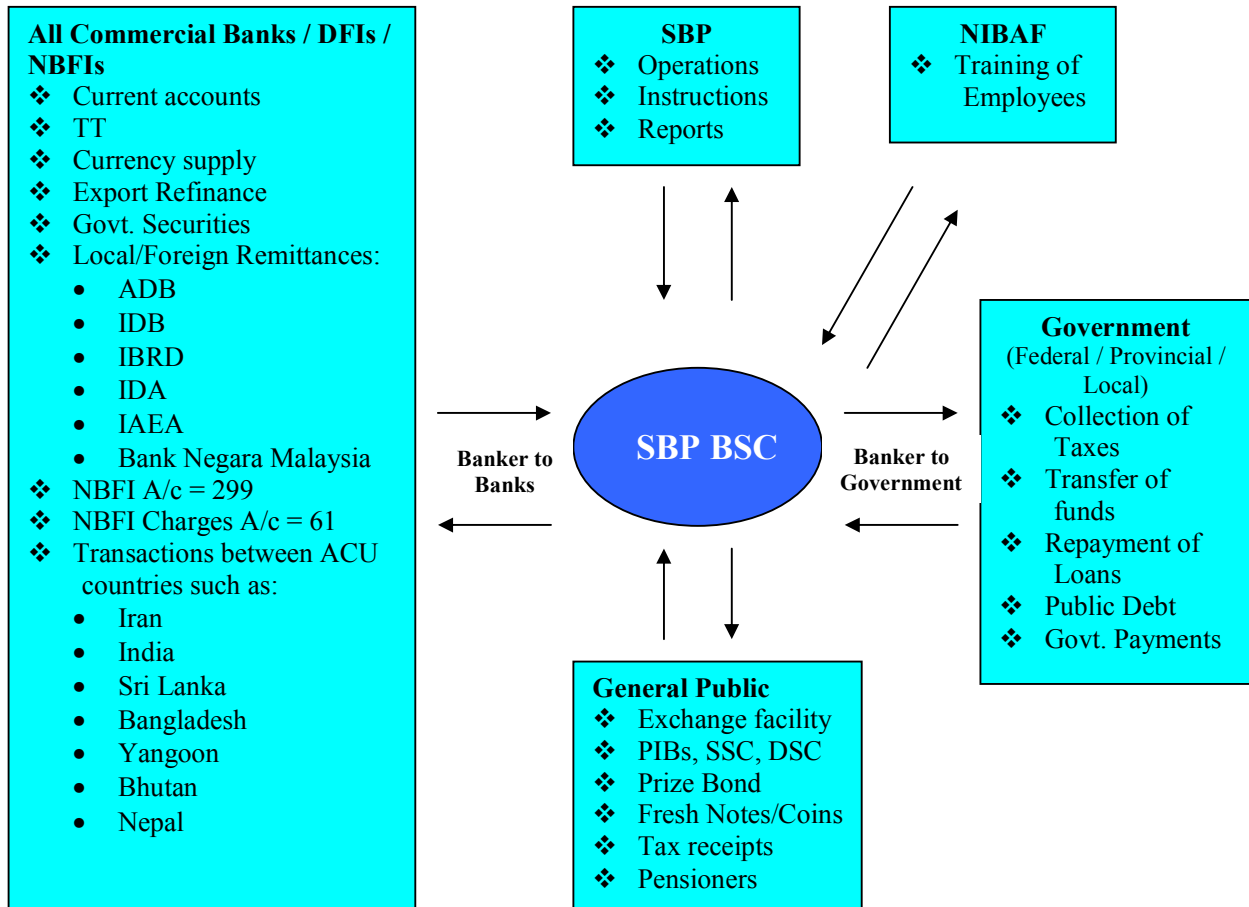 All Commercial Banks / DFIs /
NBFIs
❖ Current accounts
❖ TT
❖ Currency supply
❖ Export Refinance
❖ Govt. Securities
❖ Local/Foreign Remittances:
• ADB
• IDB
• IBRD
• IDA
• IAEA
• Bank Negara Malaysia
❖ NBFI A/c = 299
❖ NBFI Charges A/c = 61
❖ Transactions between ACU
countries such as:
• Iran
• India
• Sri Lanka
• Bangladesh
• Yangoon
• Bhutan
• Nepal
SBP
❖ Operations
❖ Instructions
❖ Reports
NIBAF
❖ Training of
Employees
Banker to
Banks
SBP BSC
Banker to
Government
Government
(Federal / Provincial /
Local)
❖ Collection of
Taxes
❖ Transfer of
funds
❖ Repayment of
Loans
❖ Public Debt
❖ Govt. Payments
General Public
❖ Exchange facility
❖ PIBs, SSC, DSC
❖ Prize Bond
❖ Fresh Notes/Coins
❖ Tax receipts
❖ Pensioners